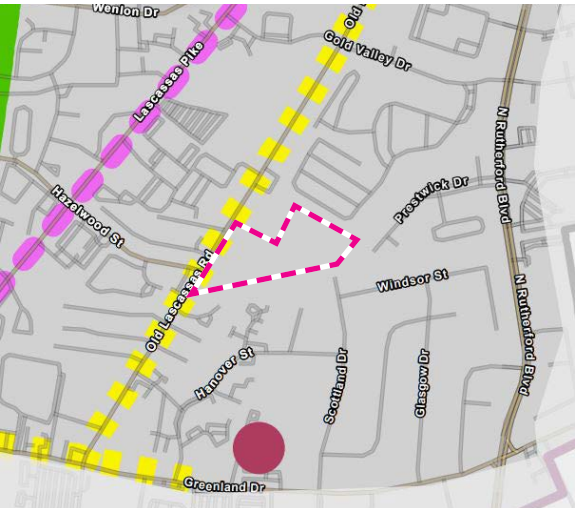 Wenlon Dr
Old
Gold Valley Dr
Lascassas Pike
N Rutherford Blvd
Prestwick Dr
Hazelwood St
Windsor St
Old Lascassas Rd
N Rutherford Blvd
Hanover St
Scottland Dr
Glasgow Dr
Greenland Dr